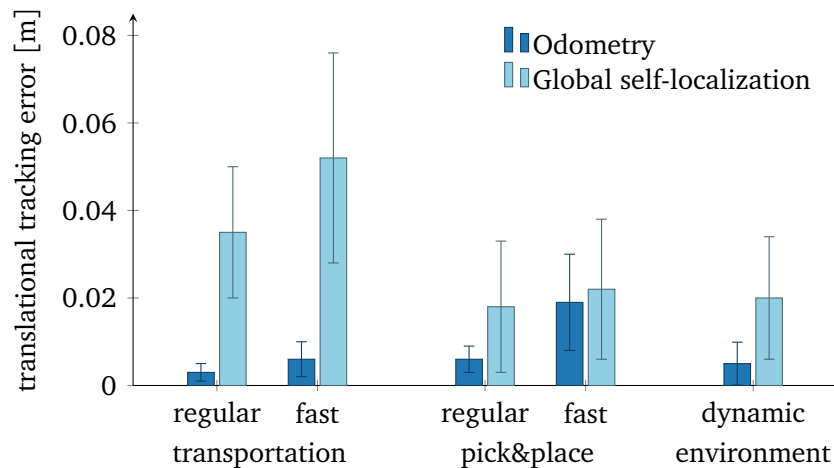 translational tracking error [m]
0.08
0.06
0.04
0.02
0
Odometry
Global self-localization
regular fast regular fast dynamic
transportation pick&place environment